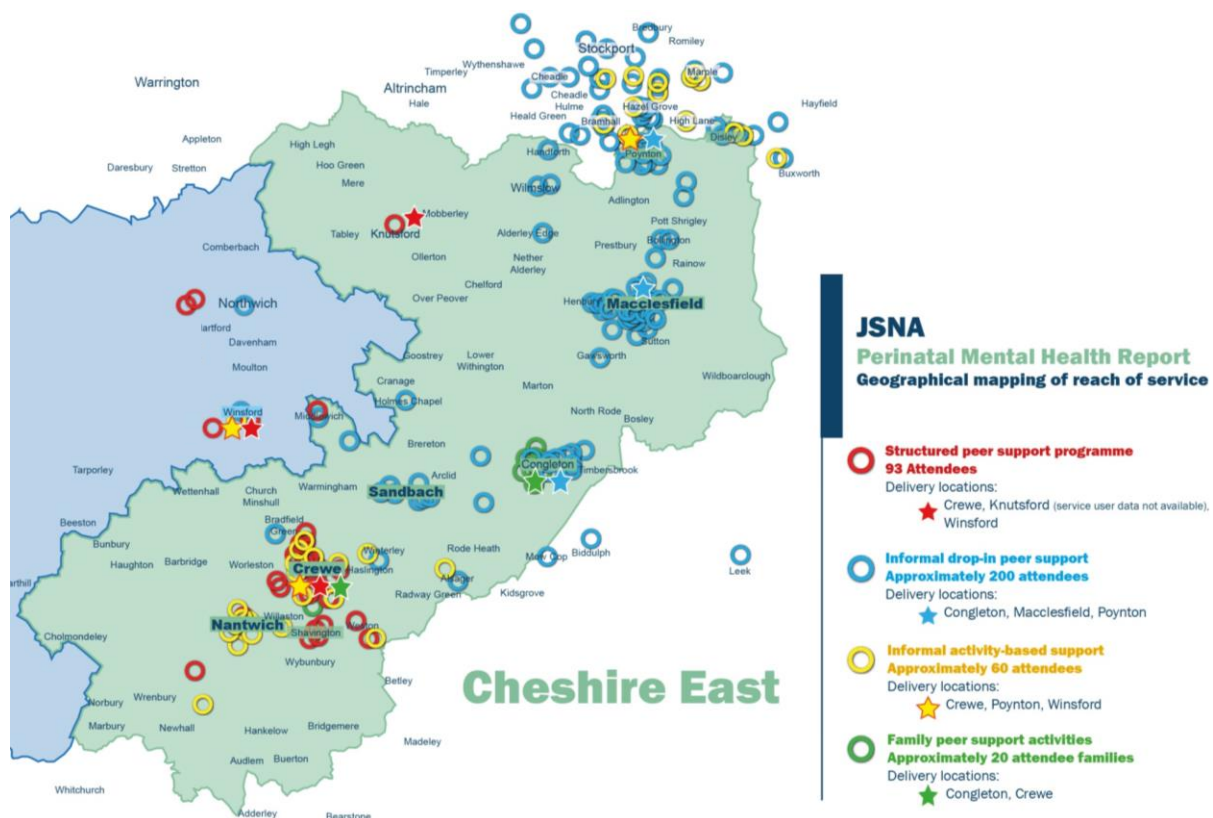 Bredbury
Stockport
Romiley
Wythenshawe
Timperley
Cheadle
Marple
Warrington
Altrincham
Hale
Cheadle
Hulme
Hazel Grove
Hayfield
Heald Green
Bramhall
High Lane
Appleton
High Legh
Disley
Daresbury
Stretton
Hoo Green
Handforth
Poynton
Buxworth
Mere
Wilmslow
Adlington
Mobberley
Pott Shrigley
Tabley
Knutsford
Alderley Edge
Bollington
Comberbach
Prestbury
Ollerton
Nether
Alderley
Rainow
Chelford
Northwich
Over Peover
Henbury
Macclesfield
Davenham
Sutton
Goostrey
Lower
Withington
Gawsworth
Moulton
Wildboarclough
Cranage
Marton
Holmes Chapel
Winsford
North Rode
Bosley
Brereton
Congleton
Timbersbrook
Tarporley
Arclid
Wettenhall
Church
Minshull
Warmingham
Sandbach
Beeston
Bradfield
Green
Bunbury
Rode Heath
Mow Cop
Biddulph
Haughton
Barbridge
Worleston
Crewe
Haslington
Leek
Alsager
Radway Green
Kidsgrove
Willaston
Nantwich
Shavington
Weston
Cholmondeley
Wybunbury
Betley
Norbury
Wrenbury
Marbury
Newhall
Hankelow
Bridgemere
Madeley
Audlem
Buerton
Whitchurch
Adderley
Bearstone
Cheshire East
JSNA
Perinatal Mental Health Report
Geographical mapping of reach of service
Structured peer support programme
93 Attendees
Delivery locations:
Crewe, Knutsford (service user data not available),
Winsford
Informal drop-in peer support
Approximately 200 attendees
Delivery locations:
Congleton, Macclesfield, Poynton
Informal activity-based support
Approximately 60 attendees
Delivery locations:
Crewe, Poynton, Winsford
Family peer support activities
Approximately 20 attendee families
Delivery locations:
Congleton, Crewe